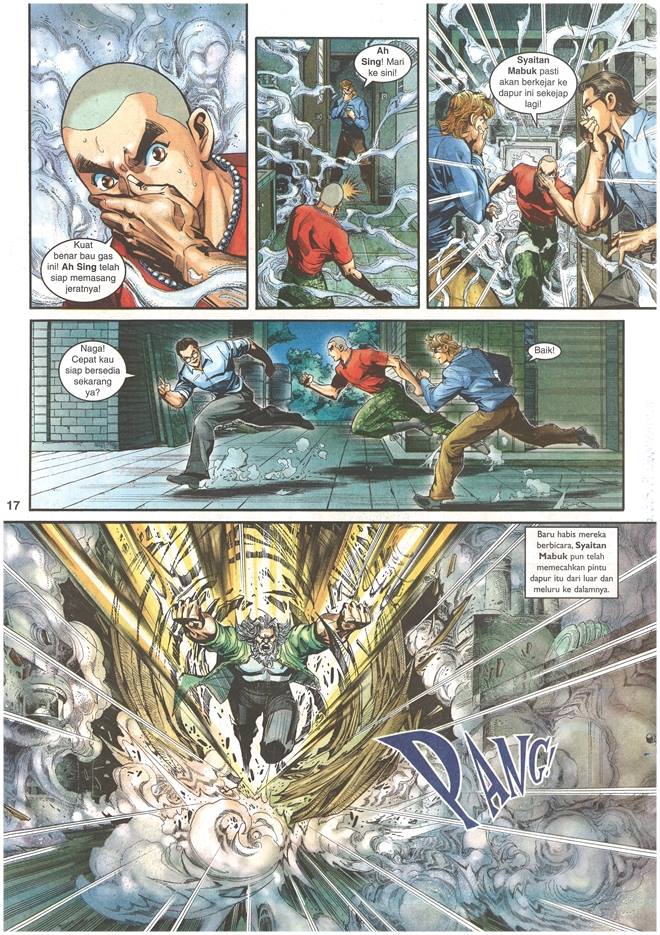 Kuat
benar bau gas
ini! Ah Sing telah
siap memasang
jeratnya!
Ah
Sing! Mari
ke sini!
Syaitan
Mabuk pasti
akan berkejar ke
dapur ini sekejap
lagi!
Naga!
Cepat kau
siap bersedia
sekarang
ya?
Baik!
17
Baru habis mereka
berbicara, Syaitan
Mabuk pun telah
memecahkan pintu
dapur itu dari luar dan
meluru ke dalamnya.
PANG!